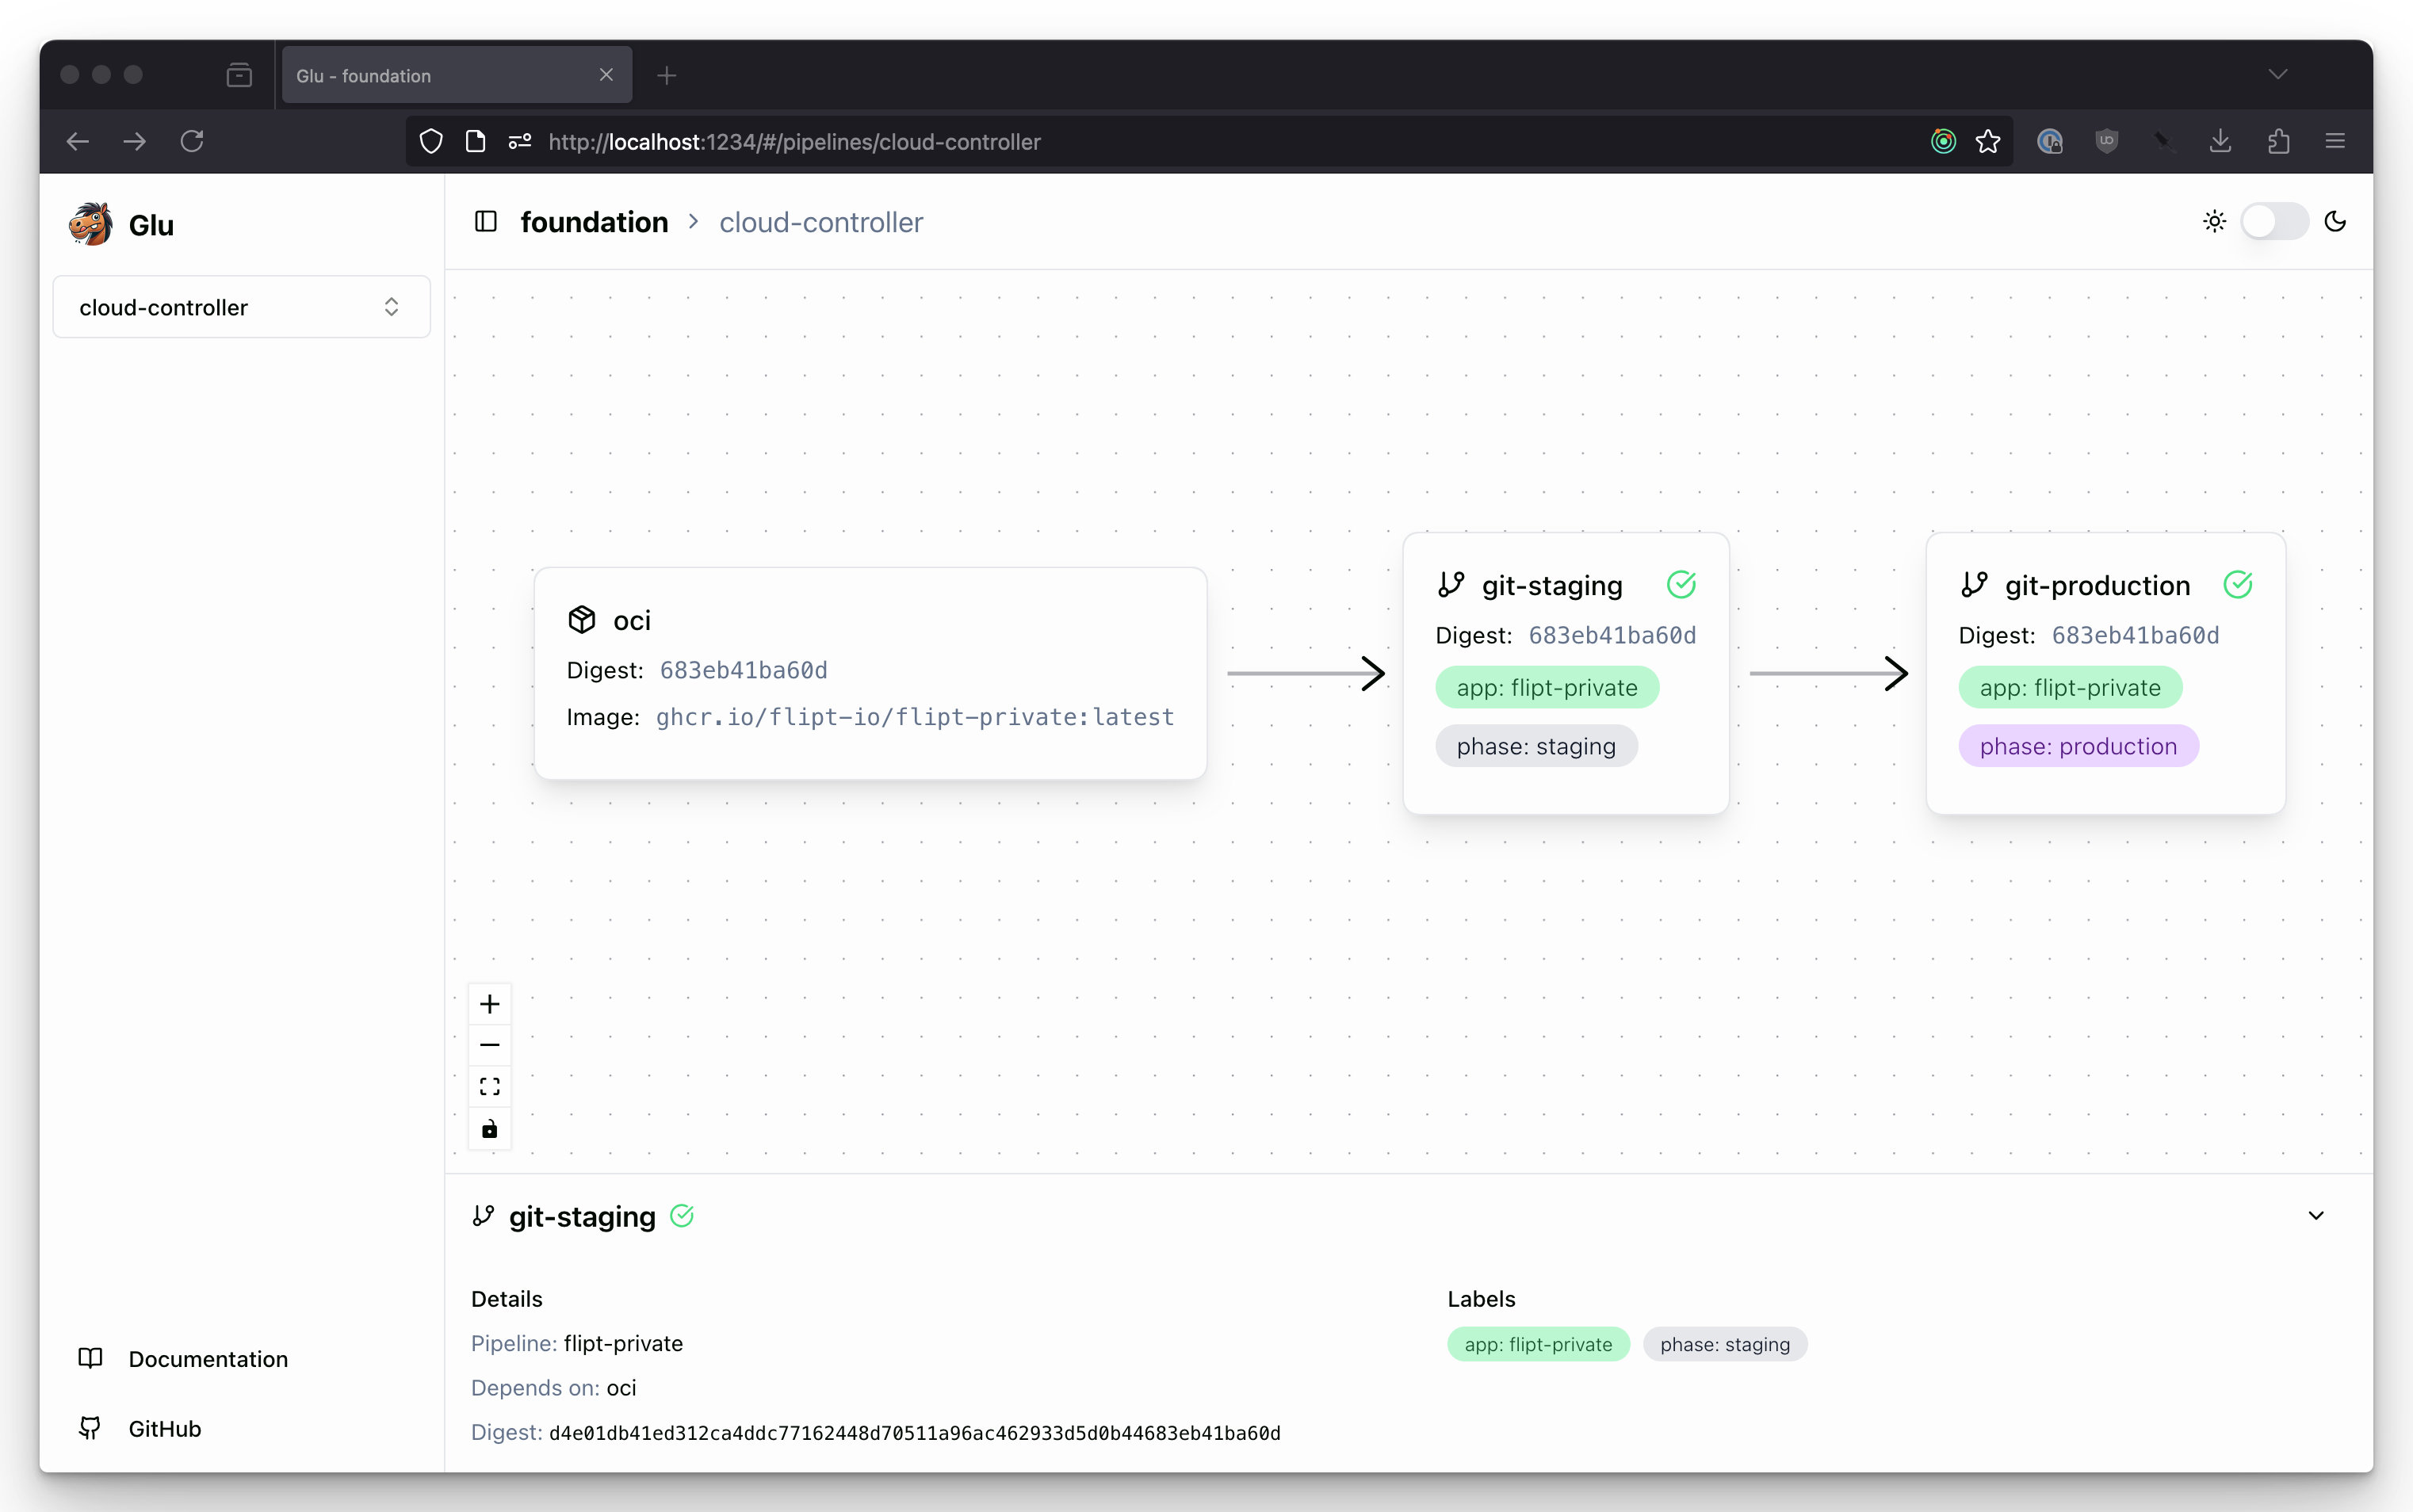 Glu - foundation
http://localhost:1234/#/pipelines/cloud-controller
Glu
foundation > cloud-controller
cloud-controller
oci
Digest: 683eb41ba60d
Image: ghcr.io/flipt-io/flipt-private:latest
git-staging
Digest: 683eb41ba60d
app: flipt-private
phase: staging
git-production
Digest: 683eb41ba60d
app: flipt-private
phase: production
git-staging
Details
Pipeline: flipt-private
Depends on: oci
Digest: d4e01db41ed312ca4ddc77162448d70511a96ac462933d5d0b44683eb41ba60d
Labels
app: flipt-private
phase: staging
Documentation
GitHub